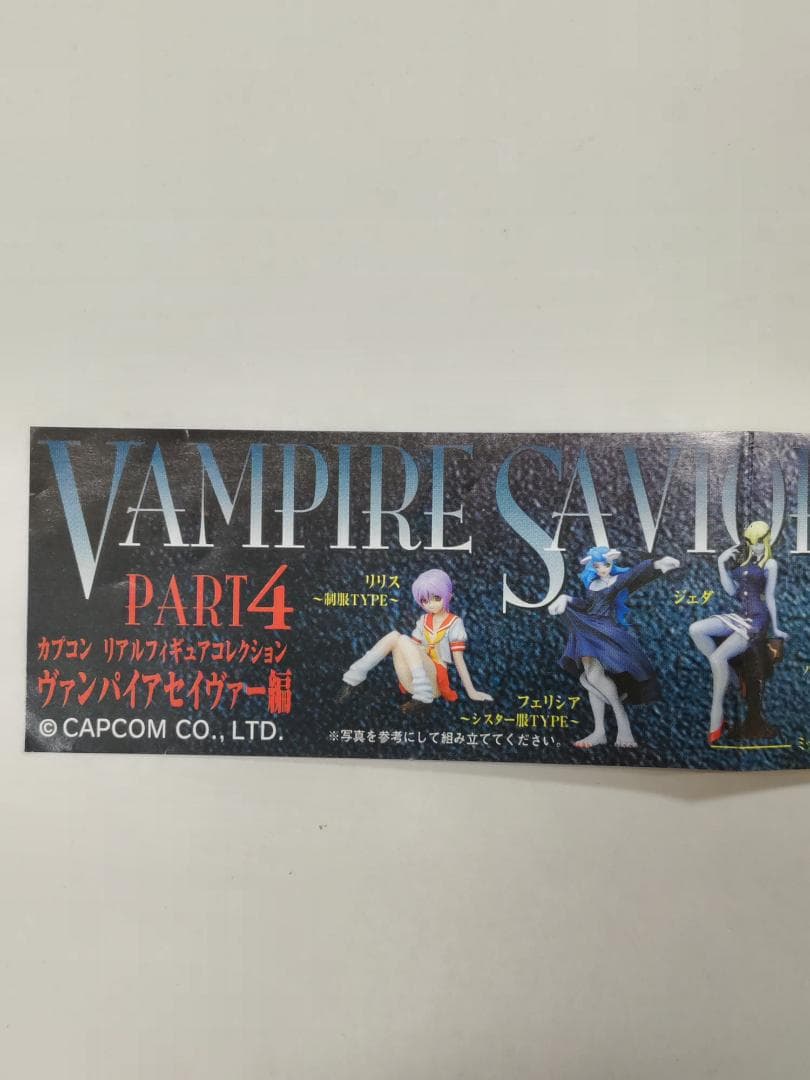 VAMPIRE SAVIOR
PART4
カプコン リアルフィギュアコレクション
ヴァンパイアセイヴァー編
©CAPCOM CO., LTD.
リリス
～制服TYPE～
※写真を参考にして組み立ててください。
フェリシア
～シスター服TYPE～
ジェダ